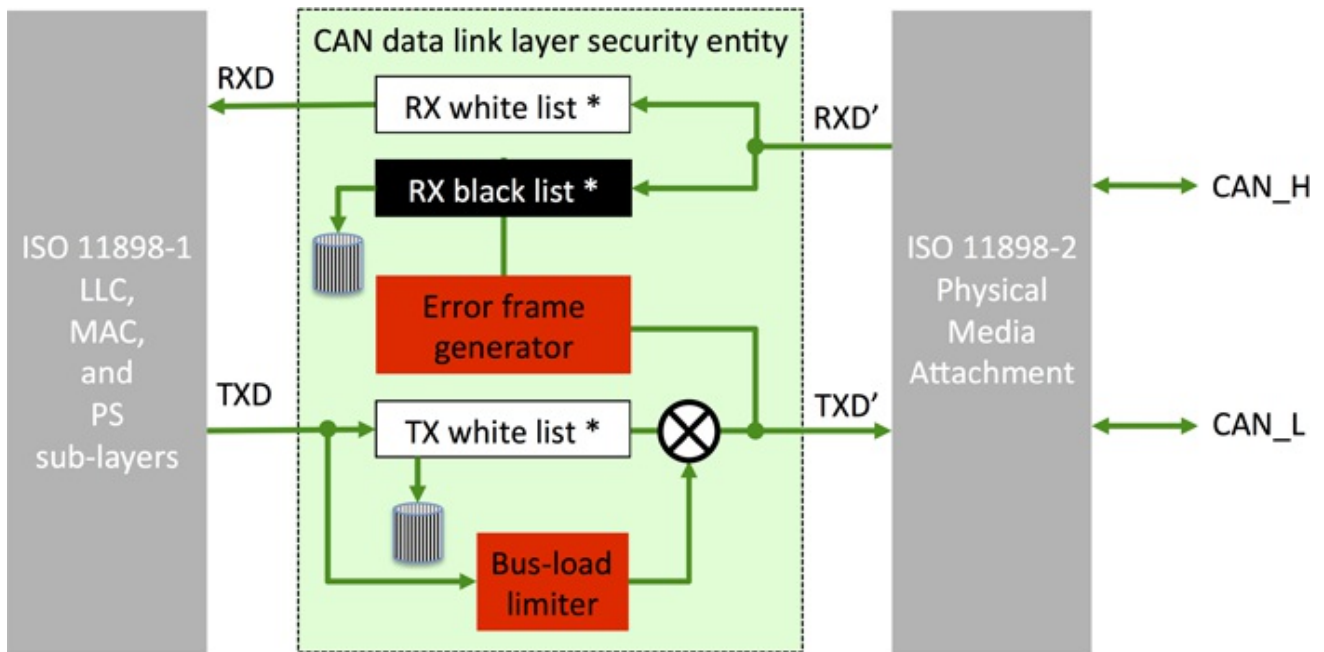 CAN data link layer security entity
RXD
RX white list *
RXD’
RX black list *
CAN_H
ISO 11898-1
LLC,
MAC,
and
PS
sub-layers
ISO 11898-2
Physical
Media
Attachment
Error frame
generator
TXD
TX white list *
TXD’
CAN_L
Bus-load
limiter